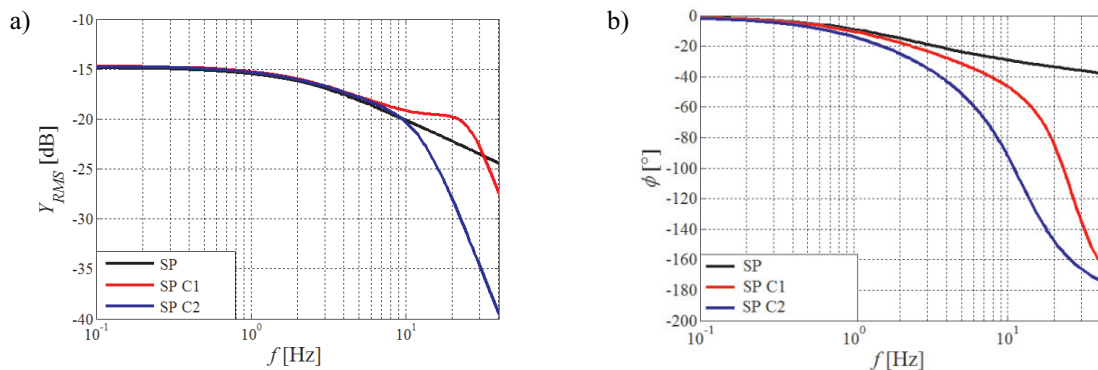 a)
-10
-15
-20
-25
-30
-35
-40
Y_RMS [dB]
SP
SP C1
SP C2
10^-1
10^0
10^1
f [Hz]
b)
0
-20
-40
-60
-80
-100
-120
-140
-160
-180
-200
ϕ [°]
SP
SP C1
SP C2
10^-1
10^0
10^1
f [Hz]